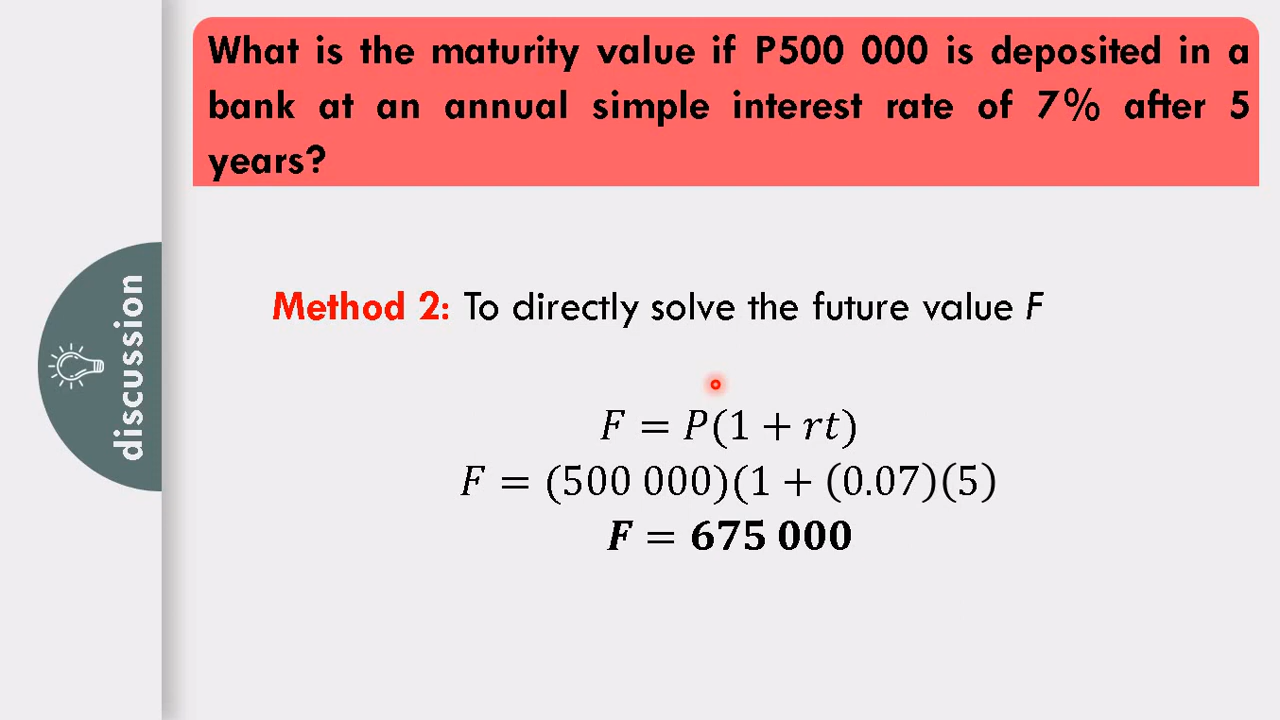 What is the maturity value if P500 000 is deposited in a
bank at an annual simple interest rate of 7% after 5
years?
discussion
Method 2: To directly solve the future value F
F = P(1 + rt)
F = (500 000)(1 + (0.07)(5)
F = 675 000